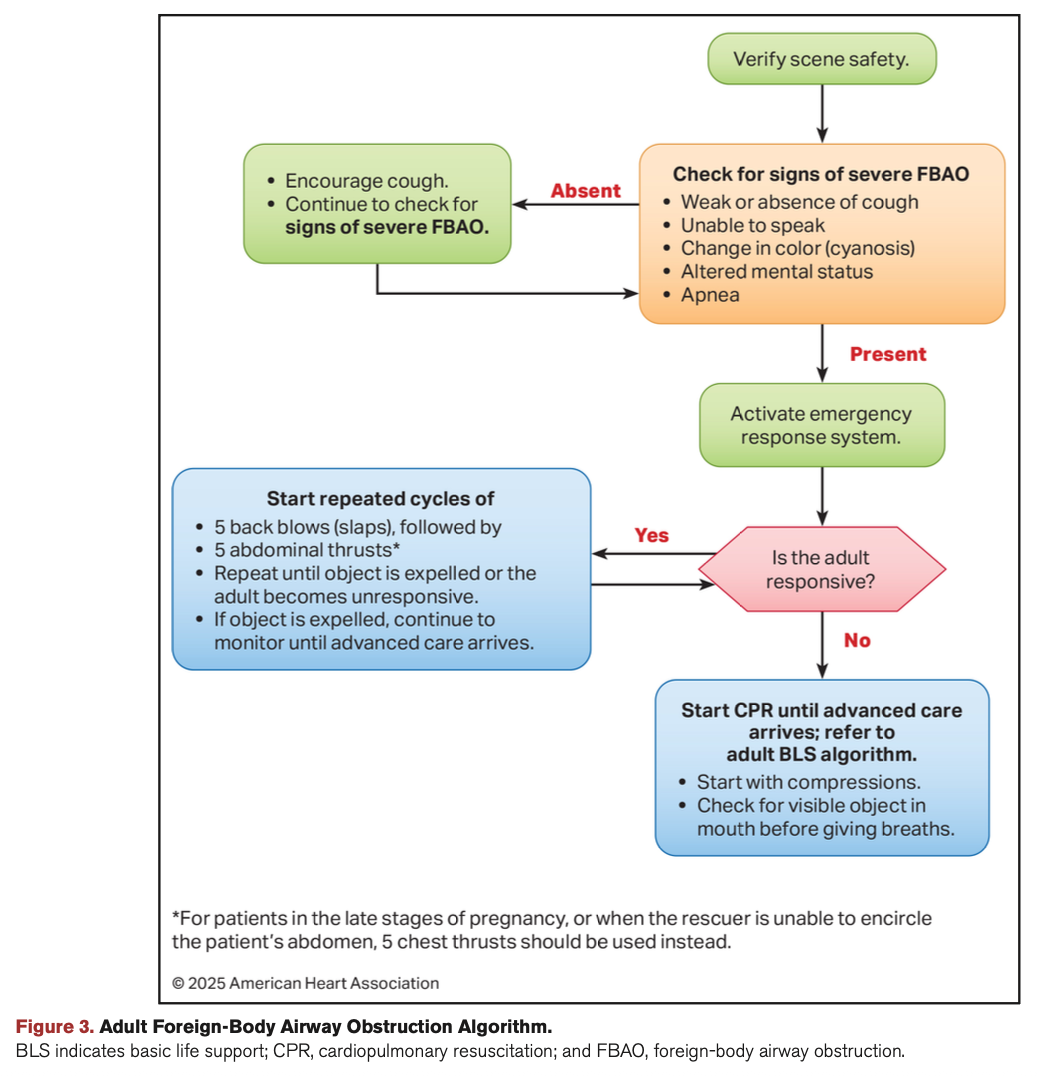 Verify scene safety.
Check for signs of severe FBAO
• Weak or absence of cough
• Unable to speak
• Change in color (cyanosis)
• Altered mental status
• Apnea
Absent
• Encourage cough.
• Continue to check for
signs of severe FBAO.
Present
Activate emergency
response system.
Is the adult
responsive?
Yes
Start repeated cycles of
• 5 back blows (slaps), followed by
• 5 abdominal thrusts*
• Repeat until object is expelled or the
adult becomes unresponsive.
• If object is expelled, continue to
monitor until advanced care arrives.
No
Start CPR until advanced care
arrives; refer to
adult BLS algorithm.
• Start with compressions.
• Check for visible object in
mouth before giving breaths.
*For patients in the late stages of pregnancy, or when the rescuer is unable to encircle
the patient's abdomen, 5 chest thrusts should be used instead.
© 2025 American Heart Association
Figure 3. Adult Foreign-Body Airway Obstruction Algorithm.
BLS indicates basic life support; CPR, cardiopulmonary resuscitation; and FBAO, foreign-body airway obstruction.